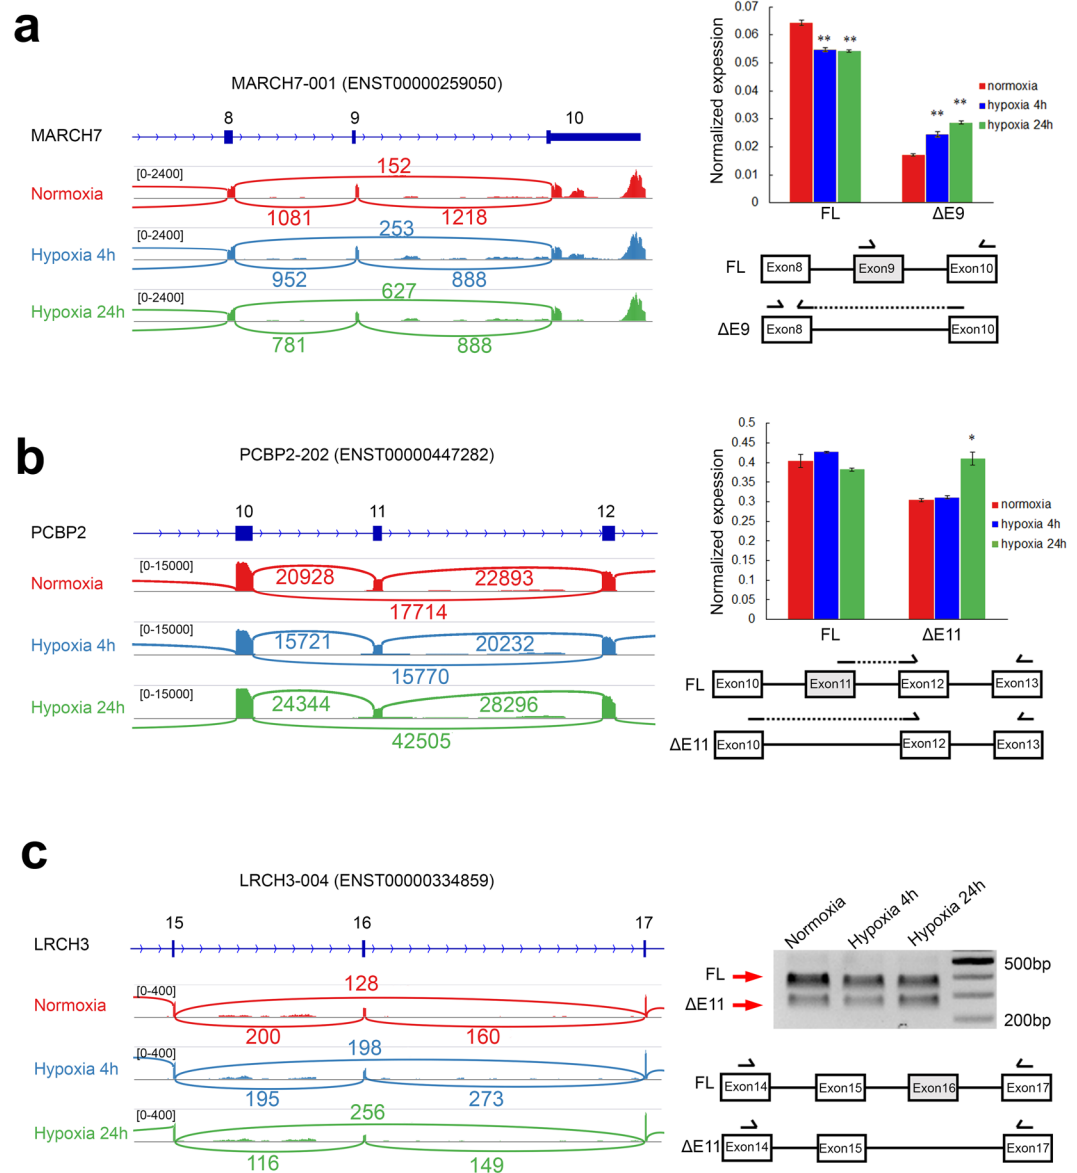 a
MARCH7-001 (ENST00000259050)
8 9 10
MARCH7
[0-2400]
152
Normoxia
1081 1218
[0-2400]
253
Hypoxia 4h
952 888
[0-2400]
627
Hypoxia 24h
781 888
Normalized expession
0.07
0.06
0.05
0.04
0.03
0.02
0.01
0
** **
** **
FL ΔE9
normoxia
hypoxia 4h
hypoxia 24h
FL Exon8 Exon9 Exon10
ΔE9 Exon8 Exon10
b
PCBP2-202 (ENST00000447282)
10 11 12
PCBP2
[0-15000]
Normoxia
20928 22893
17714
[0-15000]
Hypoxia 4h
15721 20232
15770
[0-15000]
Hypoxia 24h
24344 28296
42505
Normalized expession
0.5
0.45
0.4
0.35
0.3
0.25
0.2
0.15
0.1
0.05
0
*
FL ΔE11
normoxia
hypoxia 4h
hypoxia 24h
FL Exon10 Exon11 Exon12 Exon13
ΔE11 Exon10 Exon12 Exon13
c
LRCH3-004 (ENST00000334859)
15 16 17
LRCH3
[0-400]
128
Normoxia
200 160
[0-400]
198
Hypoxia 4h
195 273
[0-400]
256
Hypoxia 24h
116 149
Normoxia
Hypoxia 4h
Hypoxia 24h
FL
ΔE11
500bp
200bp
FL Exon14 Exon15 Exon16 Exon17
ΔE11 Exon14 Exon15 Exon17